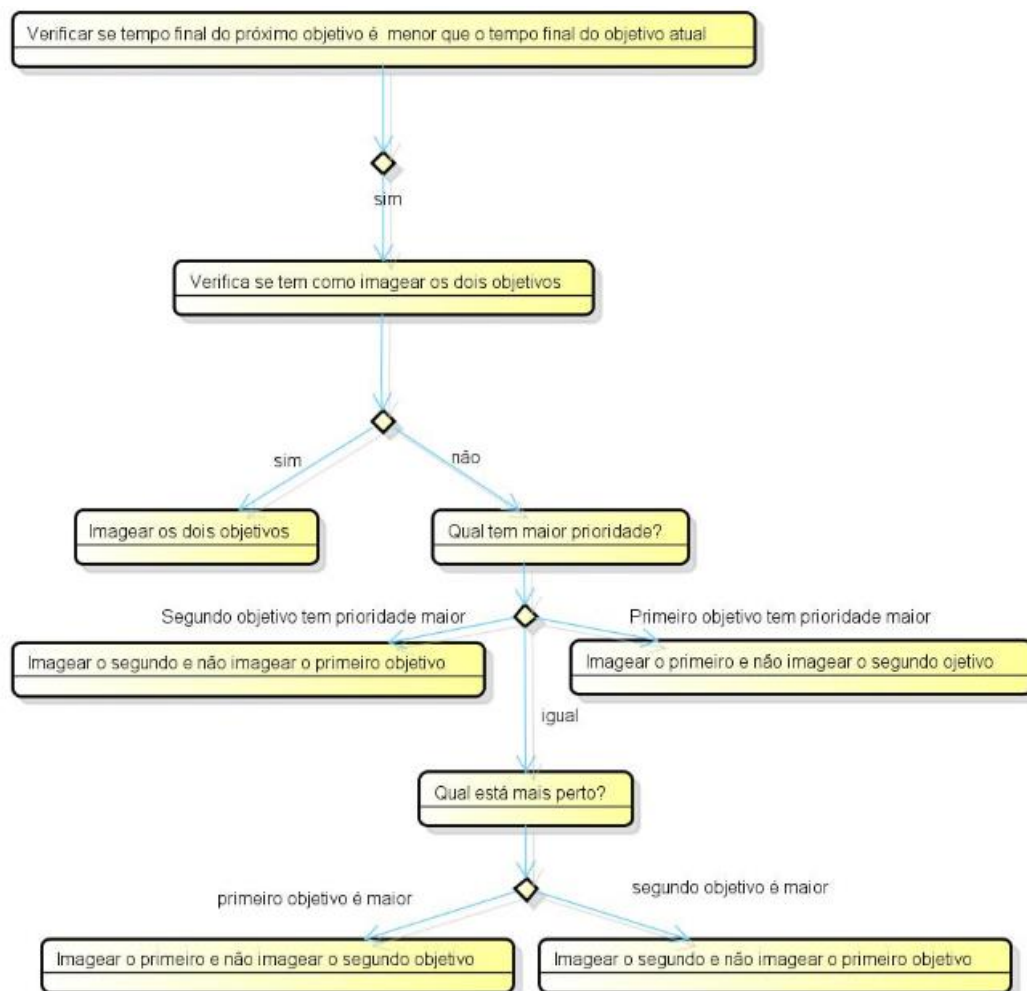 Verificar se tempo final do próximo objetivo é menor que o tempo final do objetivo atual
sim
Verifica se tem como imagear os dois objetivos
sim
não
Imagear os dois objetivos
Qual tem maior prioridade?
Segundo objetivo tem prioridade maior
Primeiro objetivo tem prioridade maior
Imagear o segundo e não imagear o primeiro objetivo
Imagear o primeiro e não imagear o segundo ojetivo
igual
Qual está mais perto?
primeiro objetivo é maior
segundo objetivo é maior
Imagear o primeiro e não imagear o segundo objetivo
Imagear o segundo e não imagear o primeiro objetivo